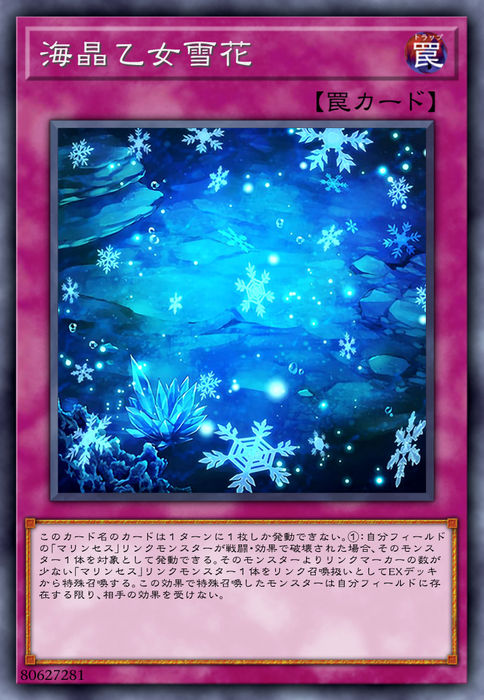 海晶乙女雪花
トラップ
罠
【罠カード】
このカード名のカードは１ターンに１枚しか発動できない。①：自分フィールド
の「マリンセス」リンクモンスターが戦闘・効果で破壊された場合、そのモンス
ター１体を対象として発動できる。そのモンスターよりリンクマーカーの数が
少ない「マリンセス」リンクモンスター１体をリンク召喚扱いとしてEXデッキ
から特殊召喚する。この効果で特殊召喚したモンスターは自分フィールドに存
在する限り、相手の効果を受けない。
80627281